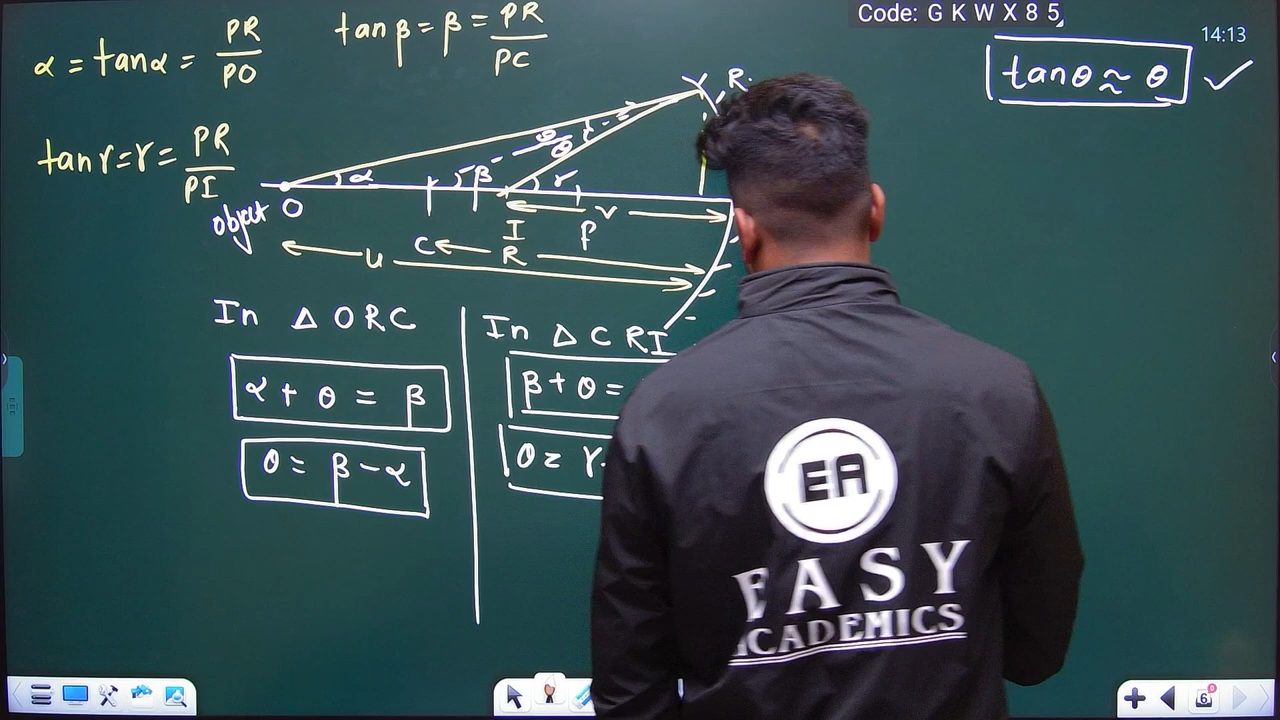 Code: G K W X 8 5
14:13
α = tanα = PR/PO
tanβ = β = PR/PC
tanθ ≈ θ ✓
tanr = r = PR/PI
R
θ
θ
r
α
β
r
object O
I
v
f
C
R
u
In Δ ORC
In Δ CRI
α + θ = β
β + θ =
θ = β - α
θ = r -
EA
EASY
ACADEMICS
6